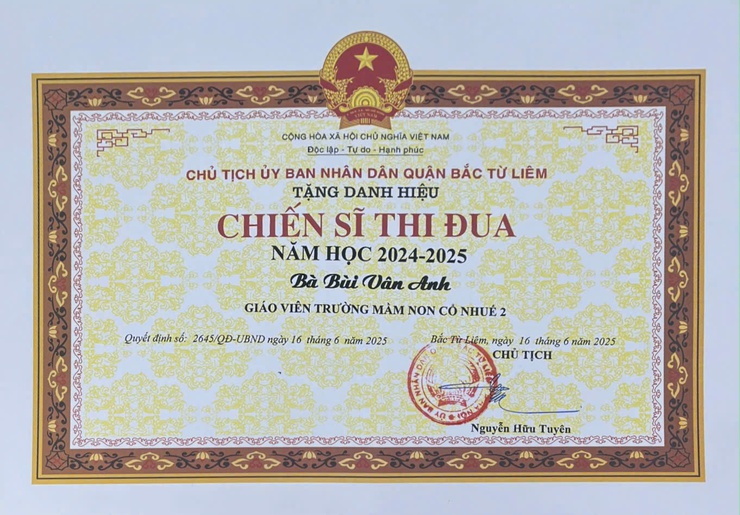 CỘNG HÒA XÃ HỘI CHỦ NGHĨA VIỆT NAM
Độc lập - Tự do - Hạnh phúc
CHỦ TỊCH ỦY BAN NHÂN DÂN QUẬN BẮC TỪ LIÊM
TẶNG DANH HIỆU
CHIẾN SĨ THI ĐUA
NĂM HỌC 2024-2025
Bà Bùi Vân Anh
GIÁO VIÊN TRƯỜNG MẦM NON CỔ NHUẾ 2
Quyết định số: 2645/QĐ-UBND ngày 16 tháng 6 năm 2025
Bắc Từ Liêm, ngày 16 tháng 6 năm 2025
CHỦ TỊCH
Nguyễn Hữu Tuyên